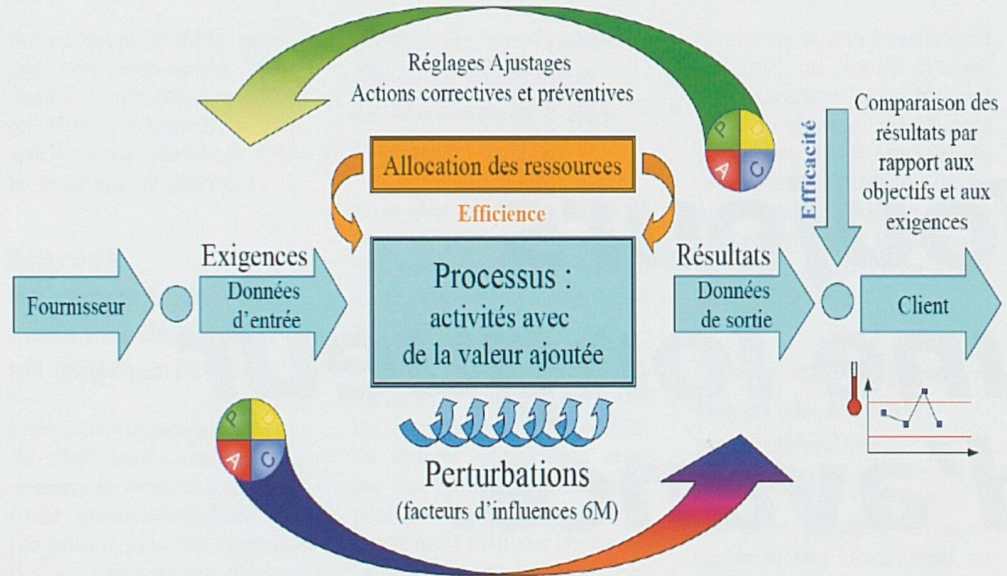 Réglages Ajustages
Actions correctives et préventives
P D
A C
Efficacité
Comparaison des
résultats par
rapport aux
objectifs et aux
exigences
Allocation des ressources
Efficience
Fournisseur
Exigences
Données
d'entrée
Processus :
activités avec
de la valeur ajoutée
Résultats
Données
de sortie
Client
P D
A C
Perturbations
(facteurs d'influences 6M)